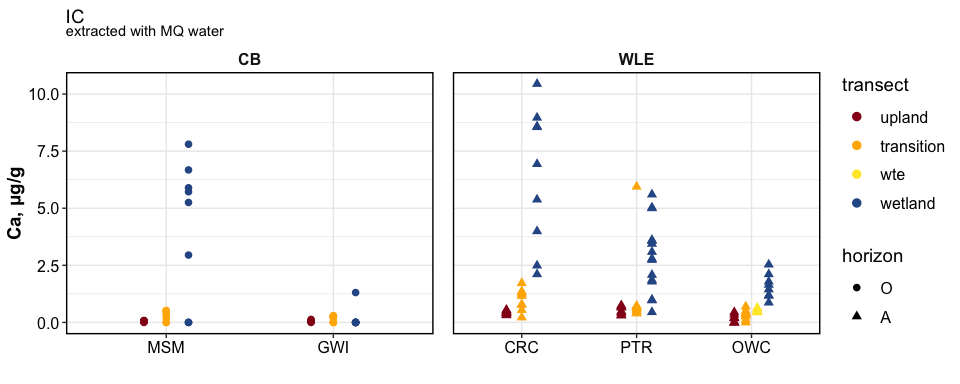 IC
extracted with MQ water
CB
WLE
Ca, µg/g
10.0
7.5
5.0
2.5
0.0
MSM
GWI
CRC
PTR
OWC
transect
upland
transition
wte
wetland
horizon
O
A